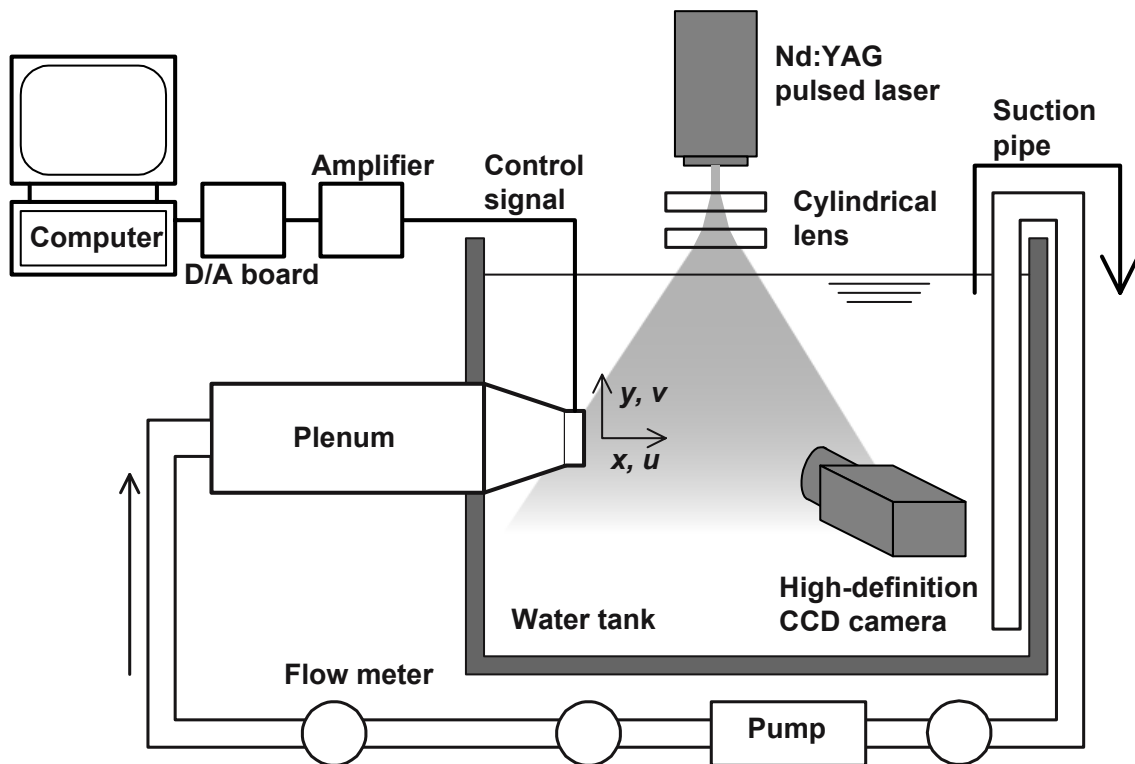 Nd:YAG
pulsed laser
Suction
pipe
Amplifier
Control
signal
Cylindrical
lens
Computer
D/A board
y, v
Plenum
x, u
High-definition
CCD camera
Water tank
Flow meter
Pump